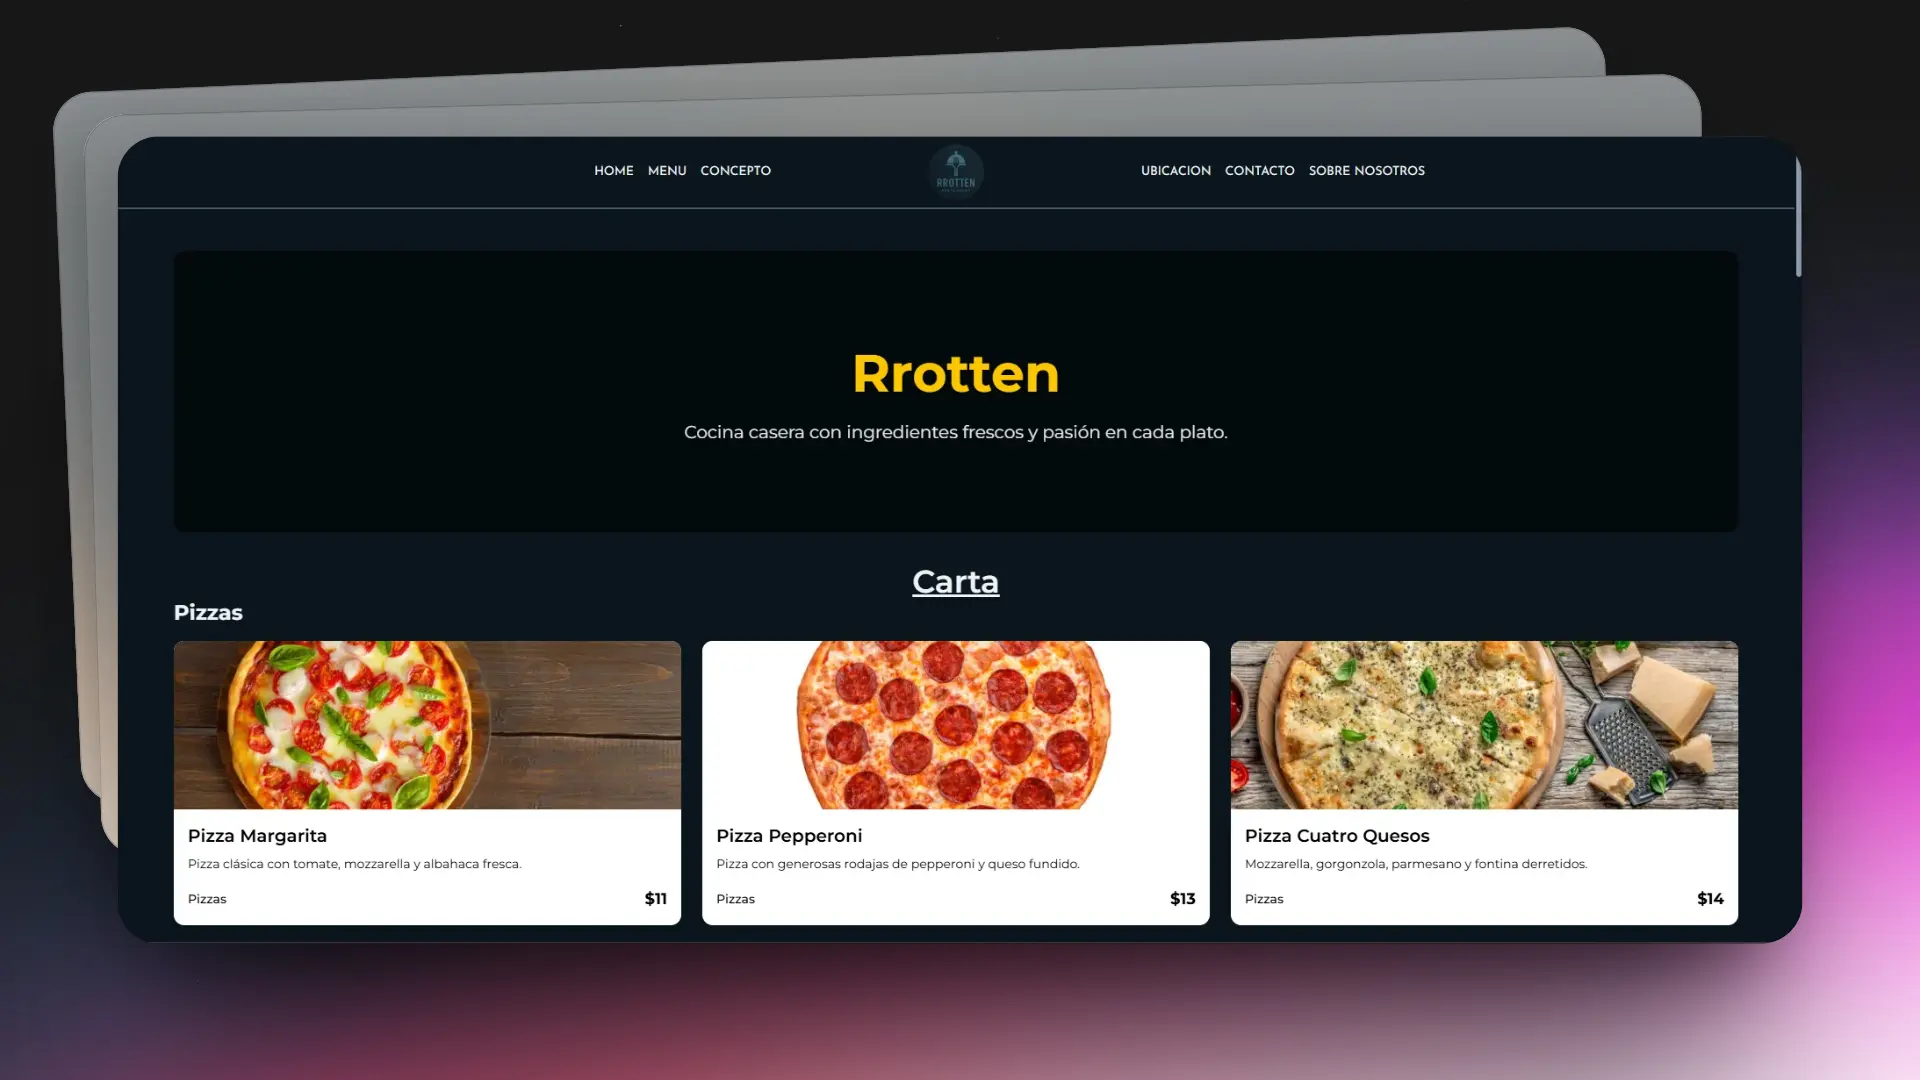 HOME MENU CONCEPTO
RROTTEN
UBICACION CONTACTO SOBRE NOSOTROS
Rrotten
Cocina casera con ingredientes frescos y pasión en cada plato.
Carta
Pizzas
Pizza Margarita
Pizza clásica con tomate, mozzarella y albahaca fresca.
Pizzas $11
Pizza Pepperoni
Pizza con generosas rodajas de pepperoni y queso fundido.
Pizzas $13
Pizza Cuatro Quesos
Mozzarella, gorgonzola, parmesano y fontina derretidos.
Pizzas $14